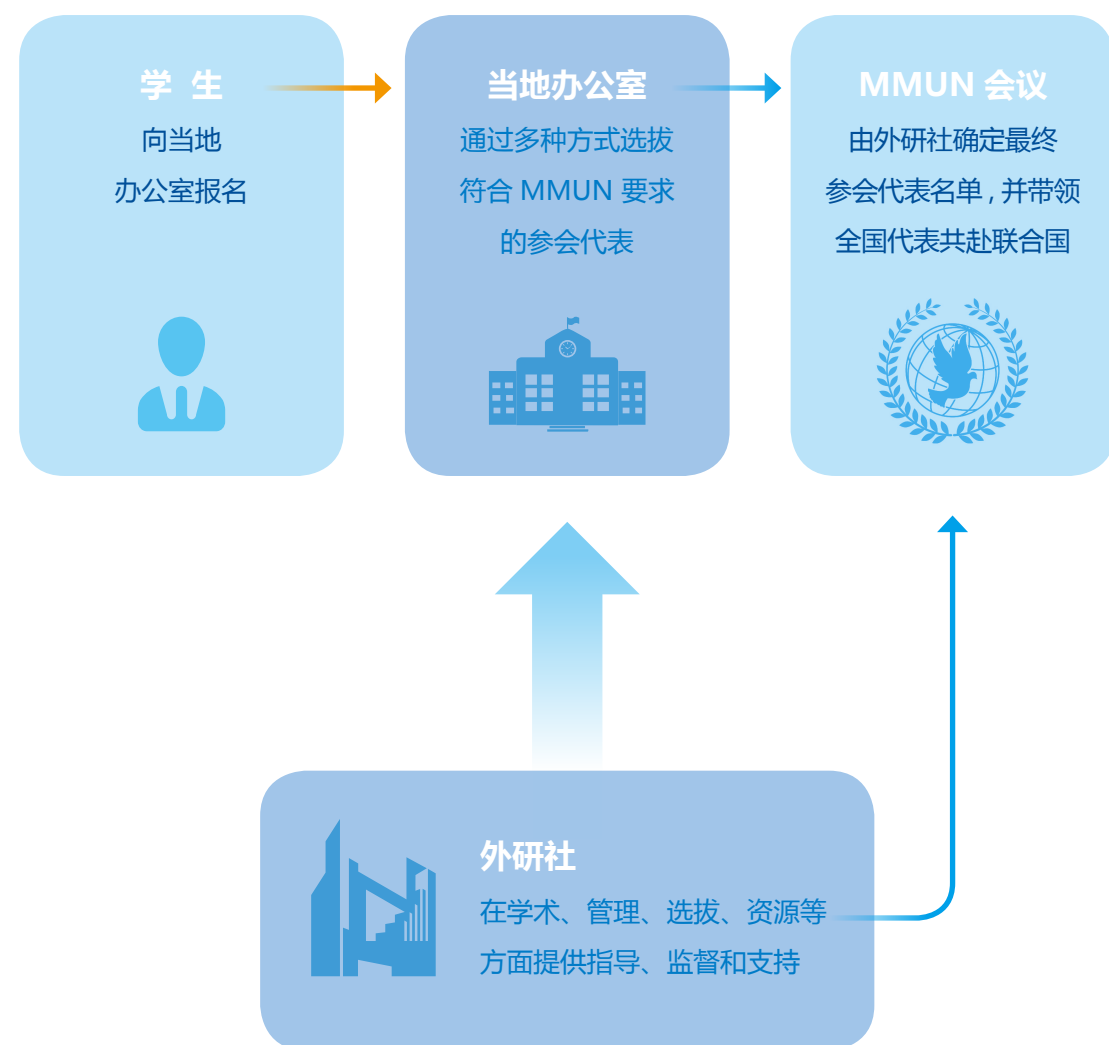 学 生
向当地
办公室报名
当地办公室
通过多种方式选拔
符合 MMUN 要求
的参会代表
MMUN 会议
由外研社确定最终
参会代表名单 , 并带领
全国代表共赴联合国
外研社
在学术、管理、选拔、资源等
方面提供指导、监督和支持